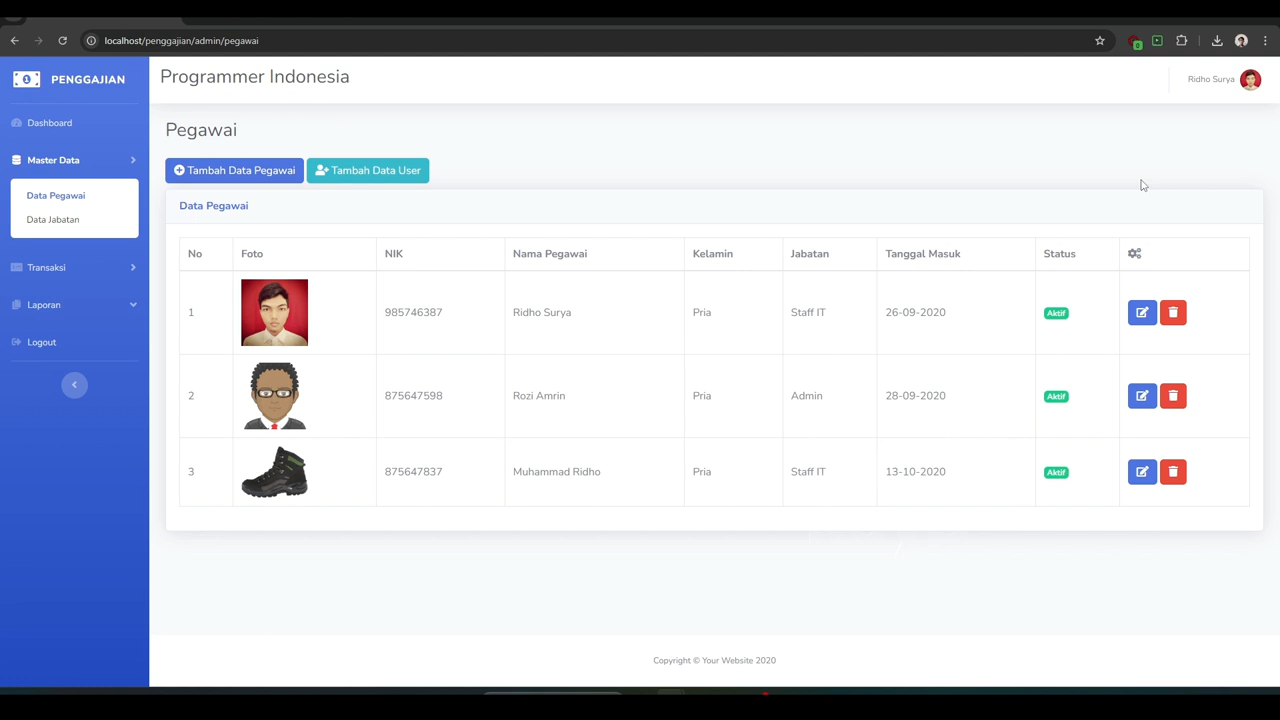 localhost/penggajian/admin/pegawai
0
PENGGAJIAN
Programmer Indonesia
Ridho Surya
Dashboard
Master Data
Data Pegawai
Data Jabatan
Transaksi
Laporan
Logout
Pegawai
Tambah Data Pegawai Tambah Data User
Data Pegawai
No Foto NIK Nama Pegawai Kelamin Jabatan Tanggal Masuk Status
1 985746387 Ridho Surya Pria Staff IT 26-09-2020 Aktif
2 875647598 Rozi Amrin Pria Admin 28-09-2020 Aktif
3 875647837 Muhammad Ridho Pria Staff IT 13-10-2020 Aktif
Copyright © Your Website 2020